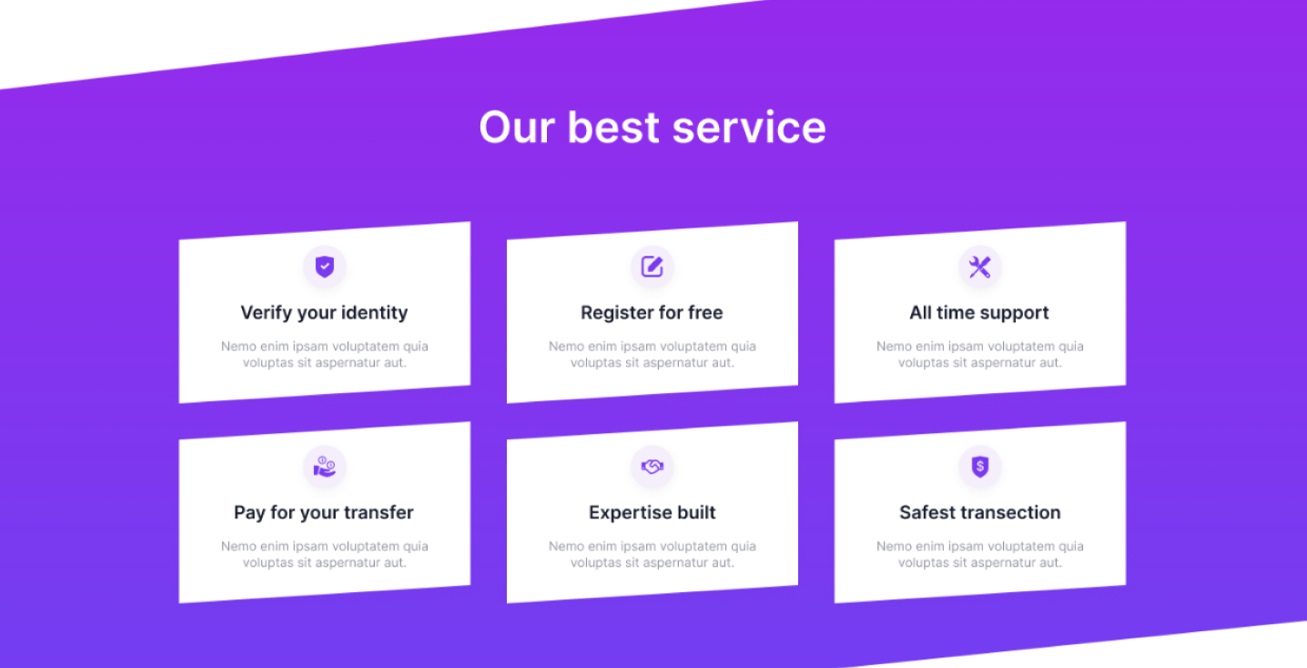 Our best service
Verify your identity
Nemo enim ipsam voluptatem quia
voluptas sit aspernatur aut.
Register for free
Nemo enim ipsam voluptatem quia
voluptas sit aspernatur aut.
All time support
Nemo enim ipsam voluptatem quia
voluptas sit aspernatur aut.
Pay for your transfer
Nemo enim ipsam voluptatem quia
voluptas sit aspernatur aut.
Expertise built
Nemo enim ipsam voluptatem quia
voluptas sit aspernatur aut.
$
Safest transection
Nemo enim ipsam voluptatem quia
voluptas sit aspernatur aut.